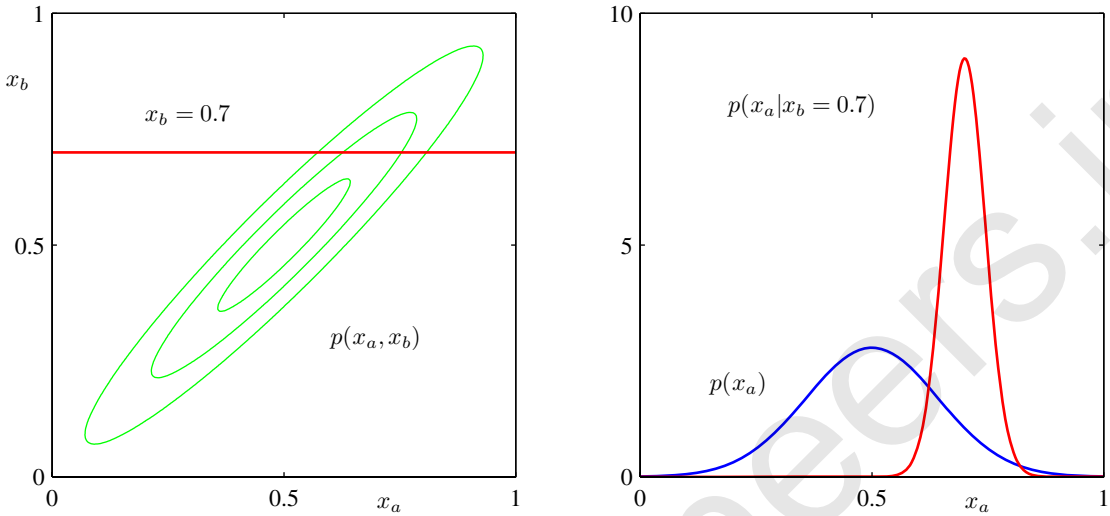 1
x_b
x_b = 0.7
0.5
p(x_a, x_b)
0
0 0.5 x_a 1
10
p(x_a|x_b = 0.7)
5
p(x_a)
0
0 0.5 x_a 1